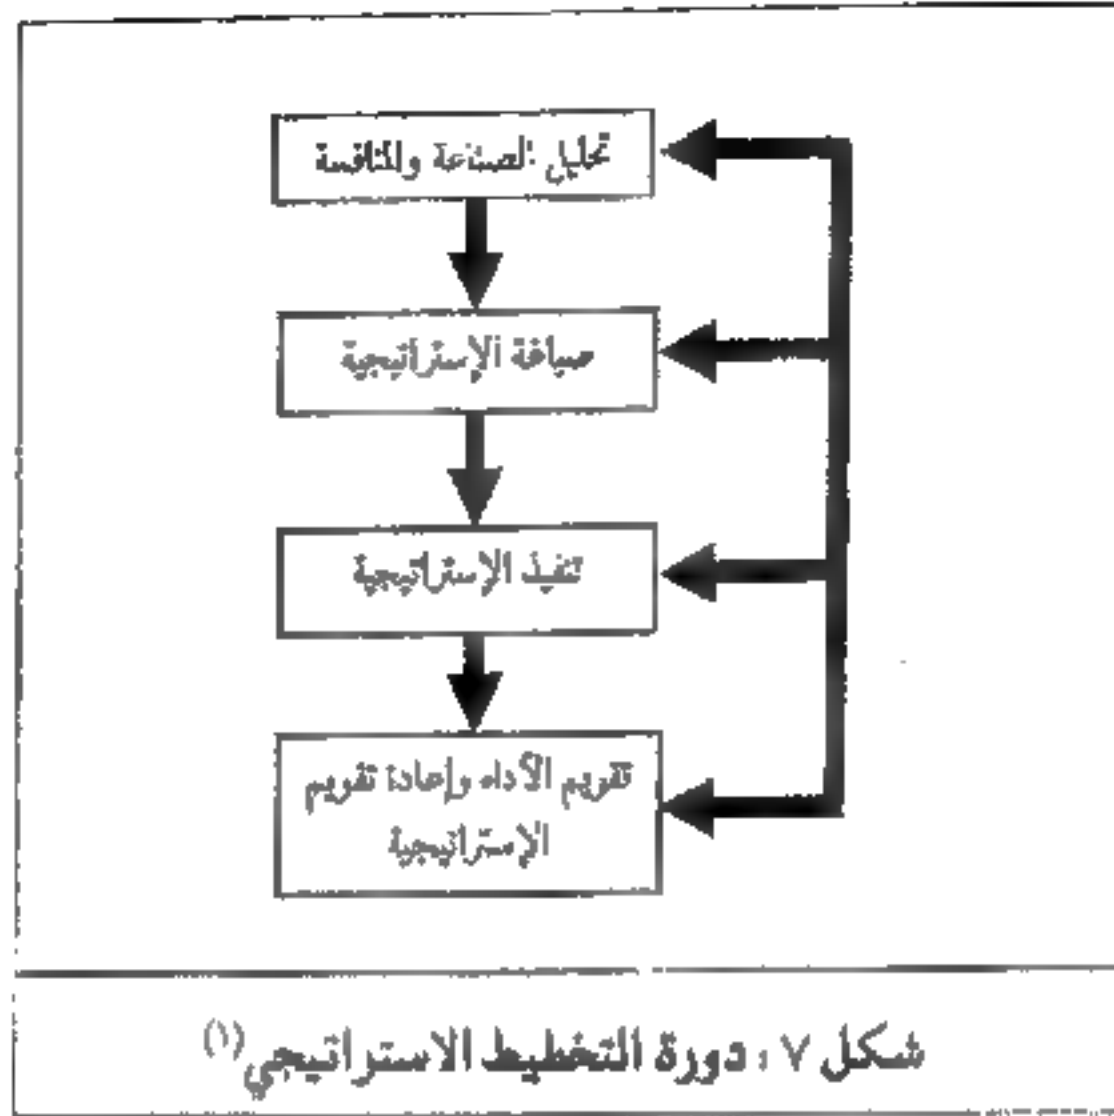 تحليل الصناعة والمنافسة
صياغة الإستراتيجية
تنفيذ الإستراتيجية
تقويم الأداء وإعادة تقويم
الإستراتيجية
شكل ٧ : دورة التخطيط الاستراتيجي(١)